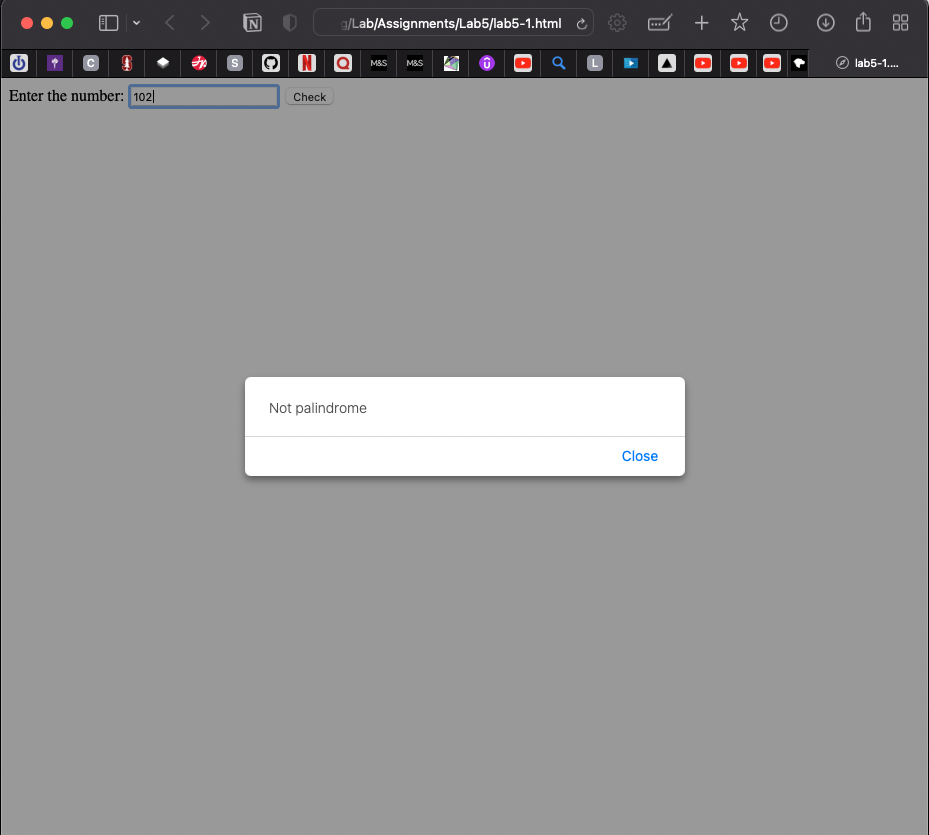 g/Lab/Assignments/Lab5/lab5-1.html
C S N Q M&S M&S L lab5-1....
Enter the number: 102 Check
Not palindrome
Close